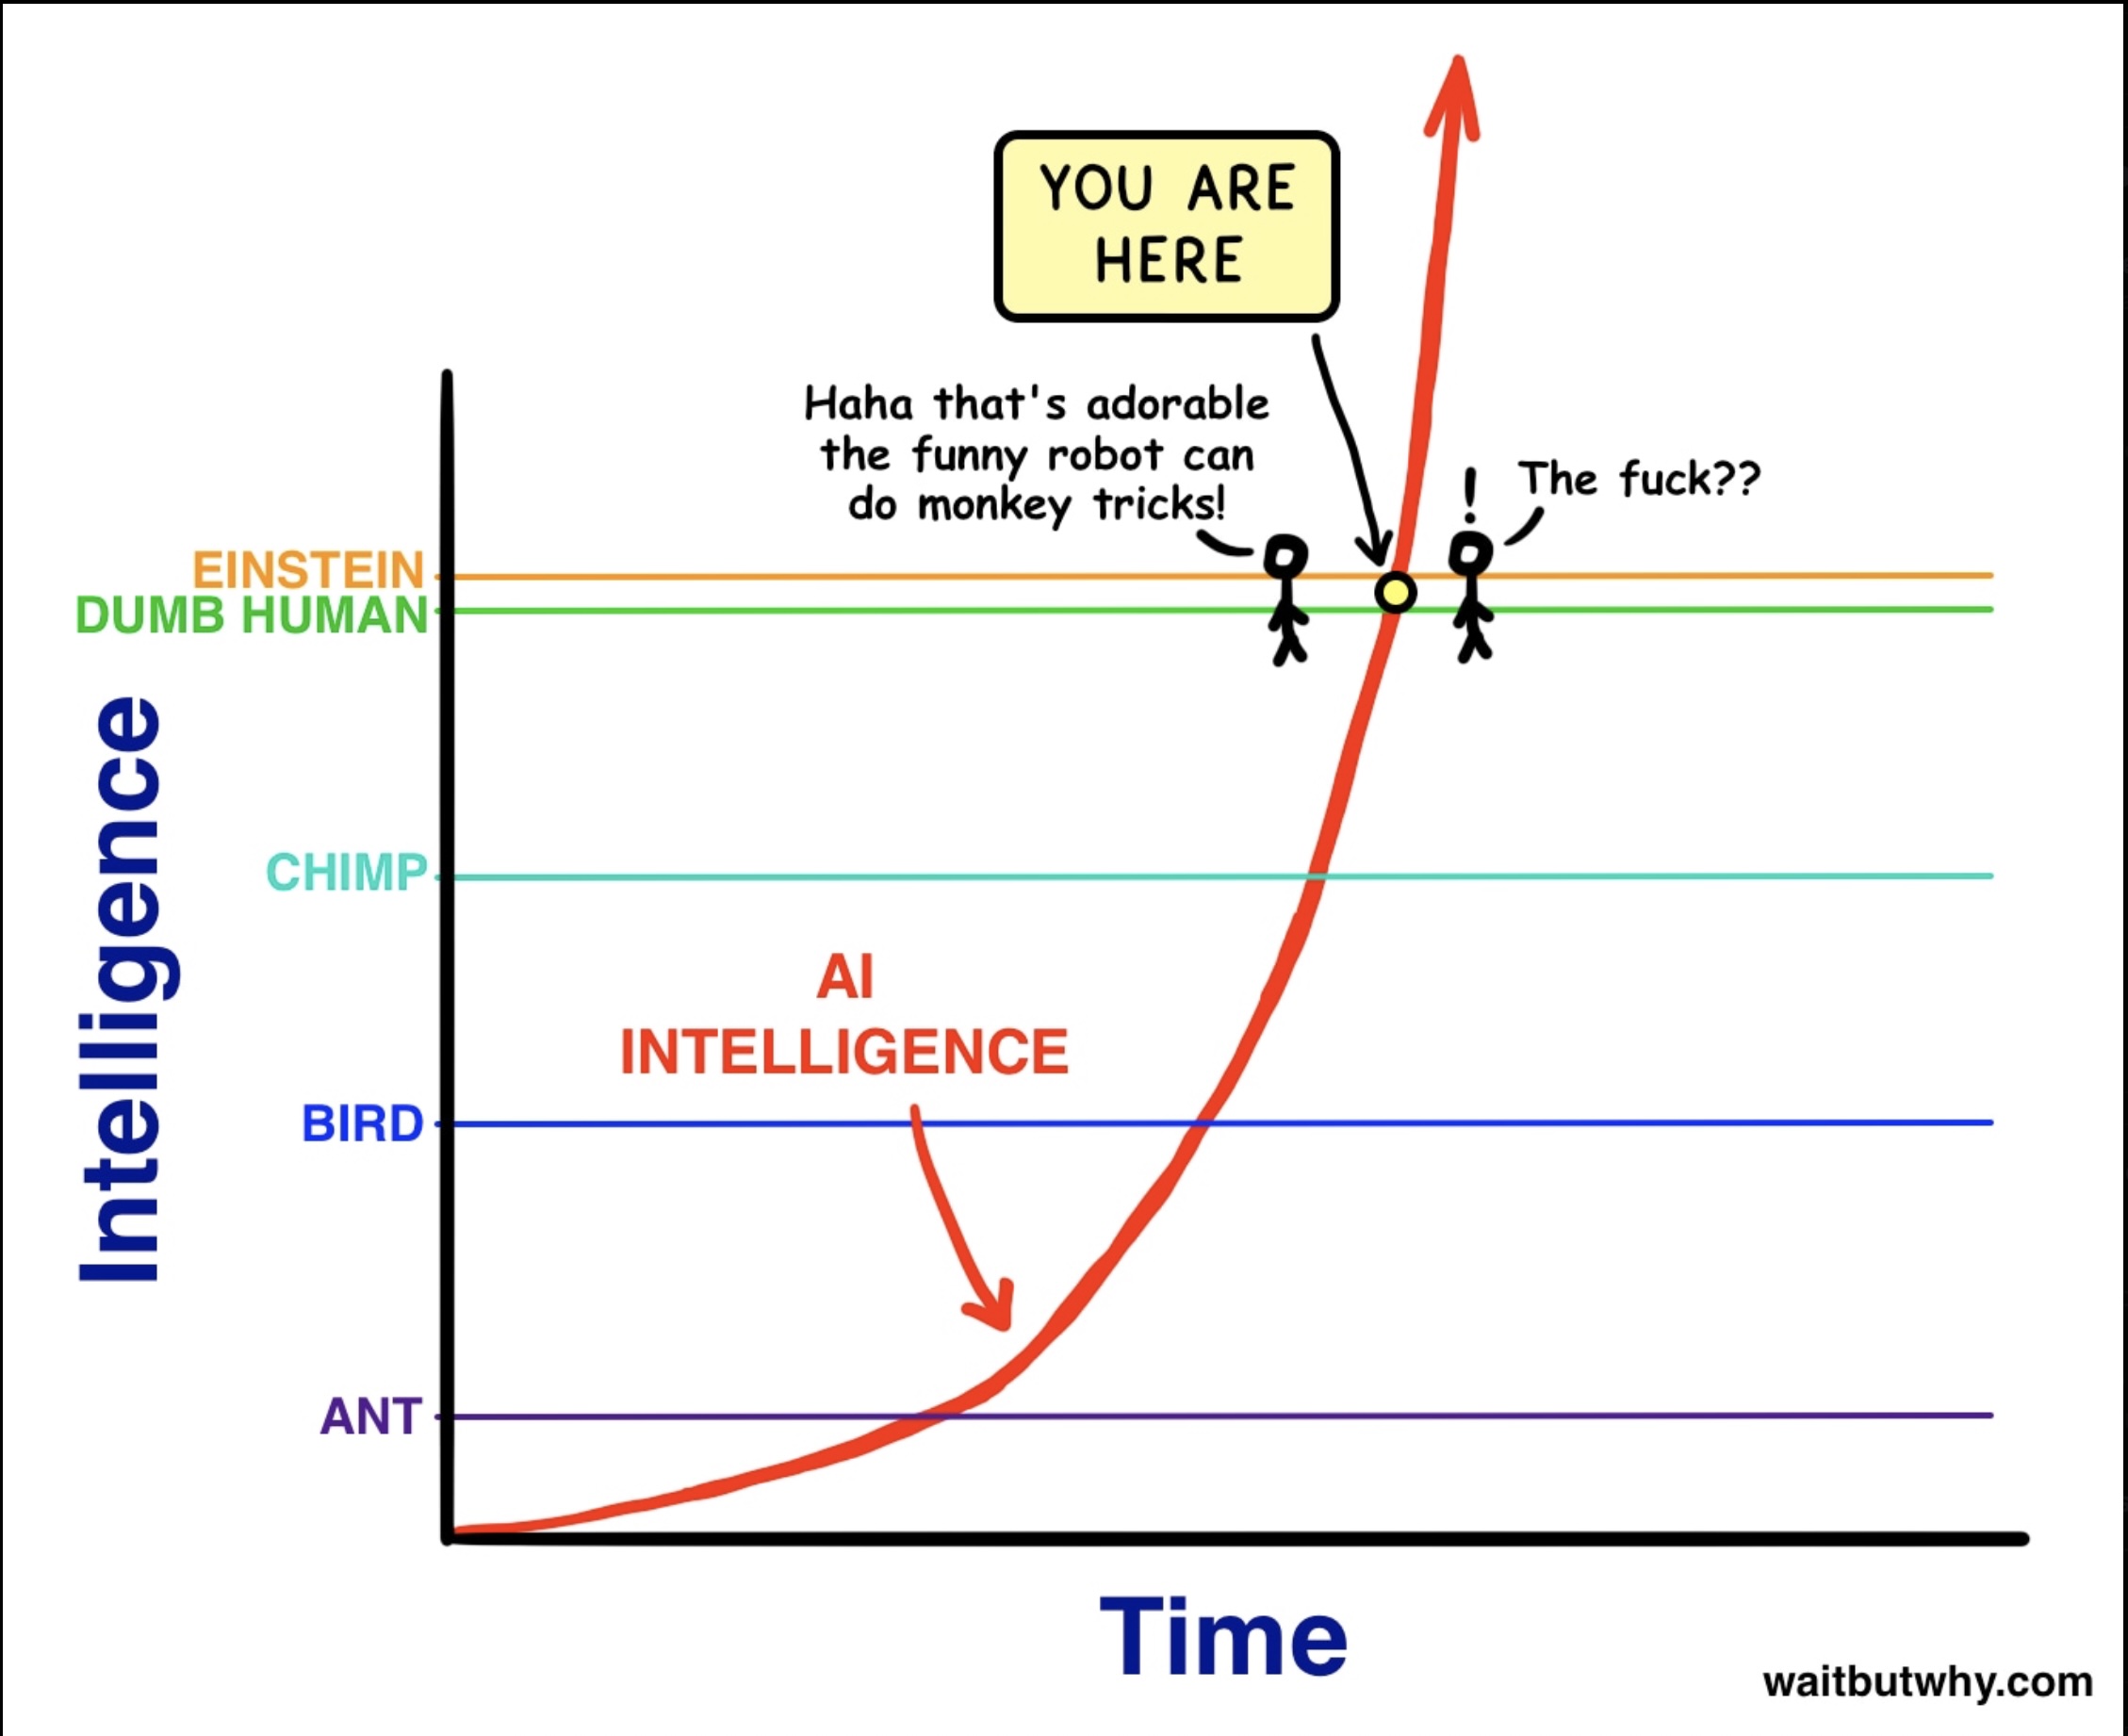 YOU ARE
HERE
Haha that's adorable
the funny robot can
do monkey tricks!
!
The fuck??
EINSTEIN
DUMB HUMAN
CHIMP
AI
INTELLIGENCE
BIRD
ANT
Intelligence
Time
waitbutwhy.com